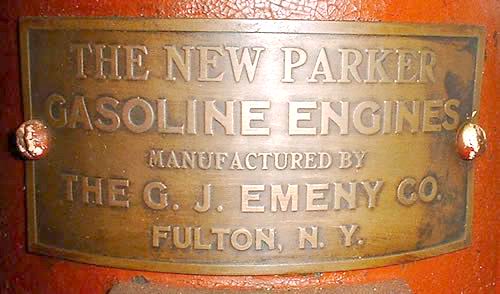 THE NEW PARKER
GASOLINE ENGINES
MANUFACTURED BY
THE G. J. EMENY CO.
FULTON, N. Y.